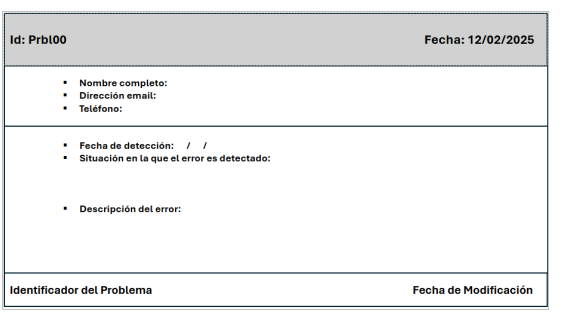 Id: Prbl00 Fecha: 12/02/2025
▪ Nombre completo:
▪ Dirección email:
▪ Teléfono:
▪ Fecha de detección: / /
▪ Situación en la que el error es detectado:
▪ Descripción del error:
Identificador del Problema Fecha de Modificación